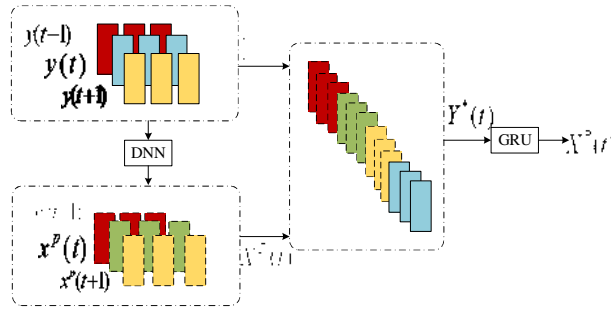 y(t−1)
y(t)
y(t+1)
DNN
x^p(t)
x^p(t+1)
Y^*(t)
GRU